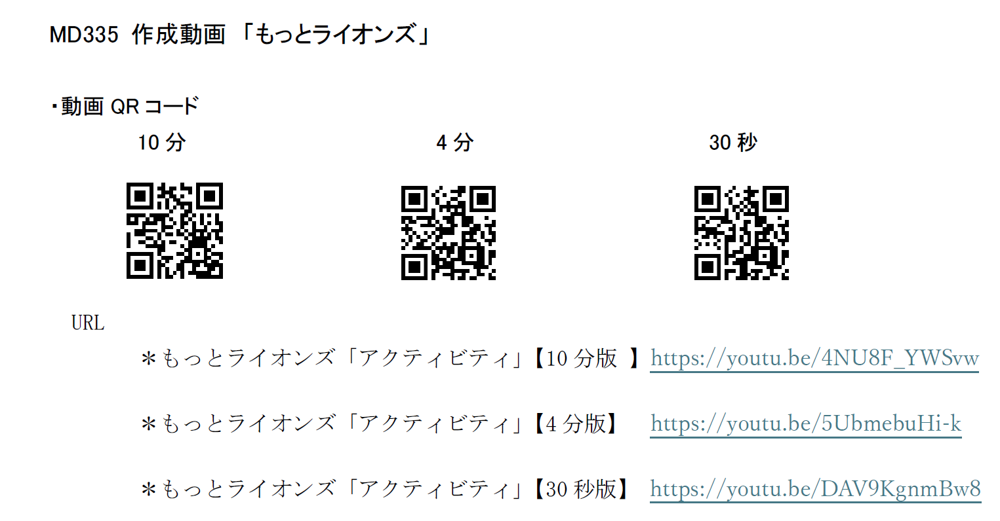 MD335 作成動画 「もっとライオンズ」
・動画 QR コード
10 分 4 分 30 秒
URL
＊もっとライオンズ「アクティビティ」【10 分版 】https://youtu.be/4NU8F_YWSvw
＊もっとライオンズ「アクティビティ」【4 分版】 https://youtu.be/5UbmebuHi-k
＊もっとライオンズ「アクティビティ」【30 秒版】 https://youtu.be/DAV9KgnmBw8